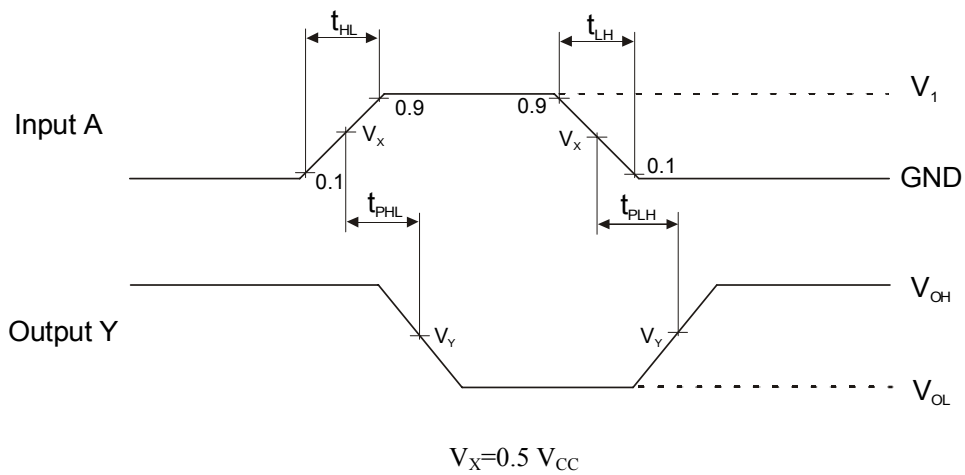 tHL
tLH
0.9
0.9
V1
Input A
VX
VX
0.1
0.1
GND
tPHL
tPLH
VOH
Output Y
VY
VY
VOL
VX=0.5 VCC